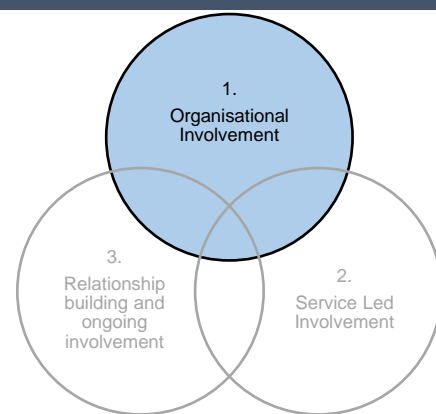 1.
Organisational
Involvement
3.
Relationship
building and
ongoing
involvement
2.
Service Led
Involvement